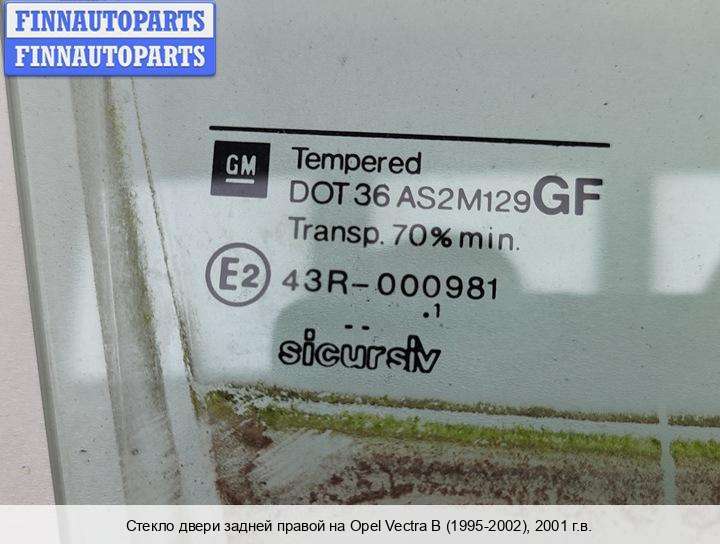 FINNAUTOPARTS
FINNAUTOPARTS
GM
Tempered
DOT 36 AS2 M129 GF
Transp. 70% min.
E2 43R-000981
.1
sicursiv
Стекло двери задней правой на Opel Vectra B (1995-2002), 2001 г.в.